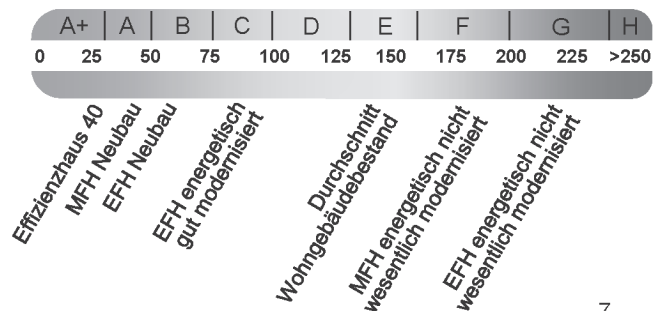 A+ | A | B | C | D | E | F | G | H
0 25 50 75 100 125 150 175 200 225 >250
Effizienzhaus 40
MFH Neubau
EFH Neubau
EFH energetisch
gut modernisiert
Durchschnitt
Wohngebäudebestand
MFH energetisch nicht
wesentlich modernisiert
EFH energetisch nicht
wesentlich modernisiert
7